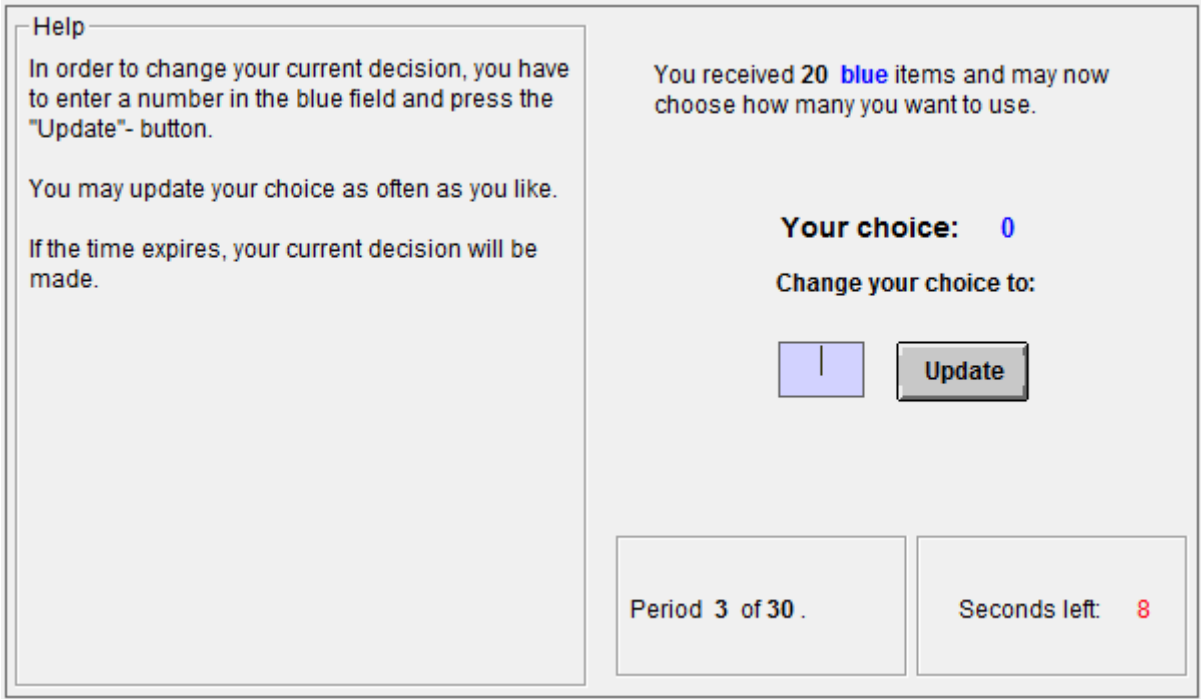 Help
In order to change your current decision, you have
to enter a number in the blue field and press the
"Update"- button.
You may update your choice as often as you like.
If the time expires, your current decision will be
made.
You received 20 blue items and may now
choose how many you want to use.
Your choice: 0
Change your choice to:
Update
Period 3 of 30 .
Seconds left: 8